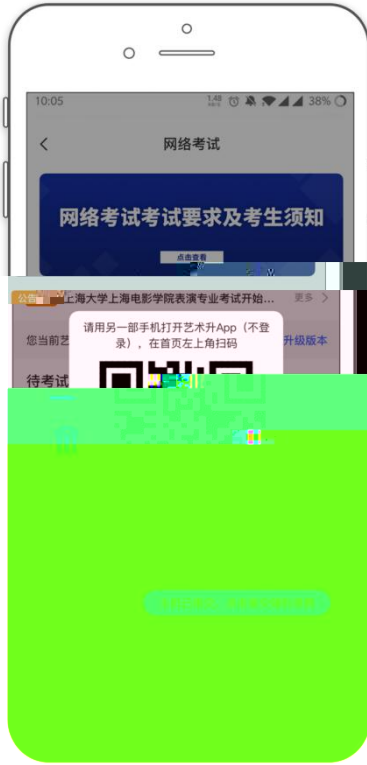 10:05
38%
网络考试
网络考试考试要求及考生须知
点击查看
上海大学上海电影学院表演专业考试开始...
更多
请用另一部手机打开艺术升App（不登
录），在首页左上角扫码
您当前艺
升级版本
待考试